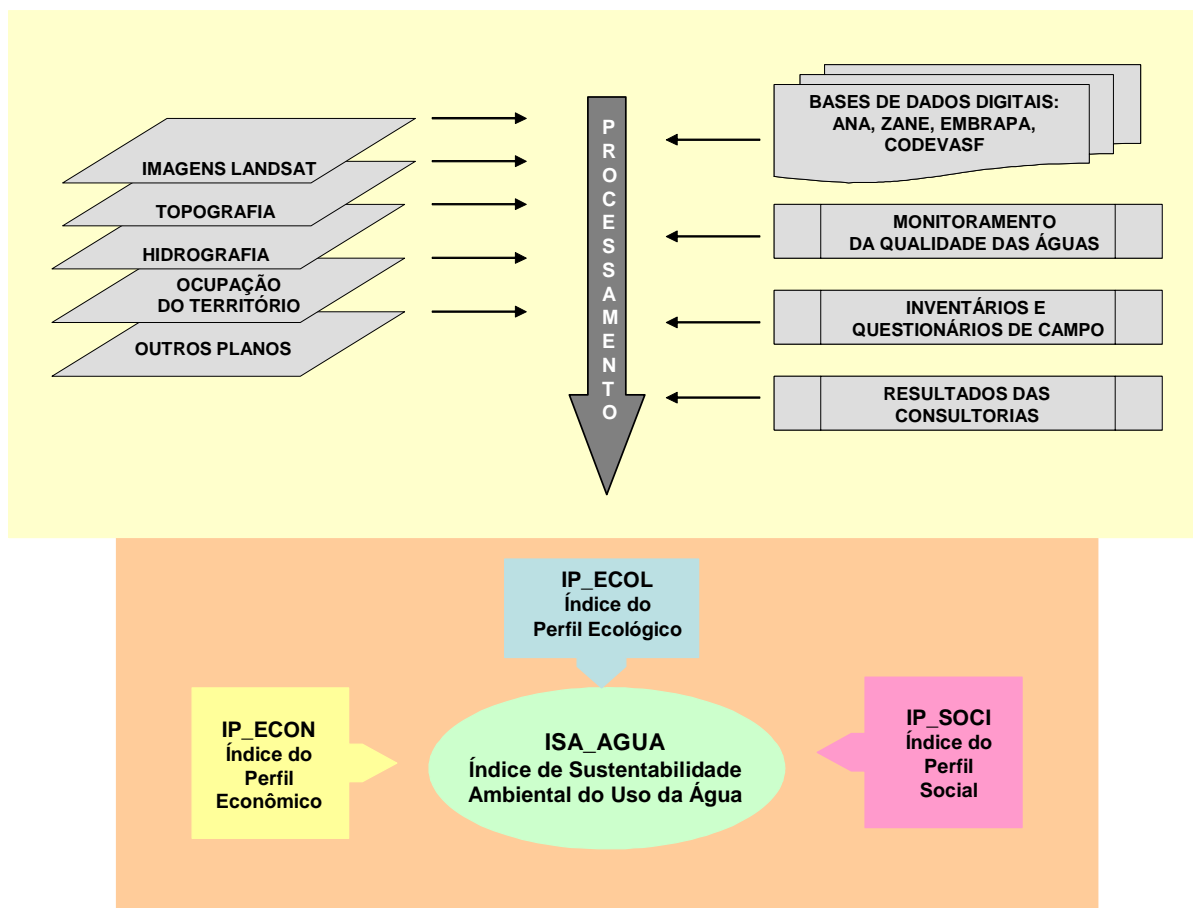 IMAGENS LANDSAT
TOPOGRAFIA
HIDROGRAFIA
OCUPAÇÃO
DO TERRITÓRIO
OUTROS PLANOS
PROCESSSAMENTO
BASES DE DADOS DIGITAIS:
ANA, ZANE, EMBRAPA,
CODEVASF
MONITORAMENTO
DA QUALIDADE DAS ÁGUAS
INVENTÁRIOS E
QUESTIONÁRIOS DE CAMPO
RESULTADOS DAS
CONSULTORIAS
IP_ECOL
Índice do
Perfil Ecológico
IP_ECON
Índice do
Perfil
Econômico
ISA_AGUA
Índice de Sustentabilidade
Ambiental do Uso da Água
IP_SOCI
Índice do
Perfil
Social